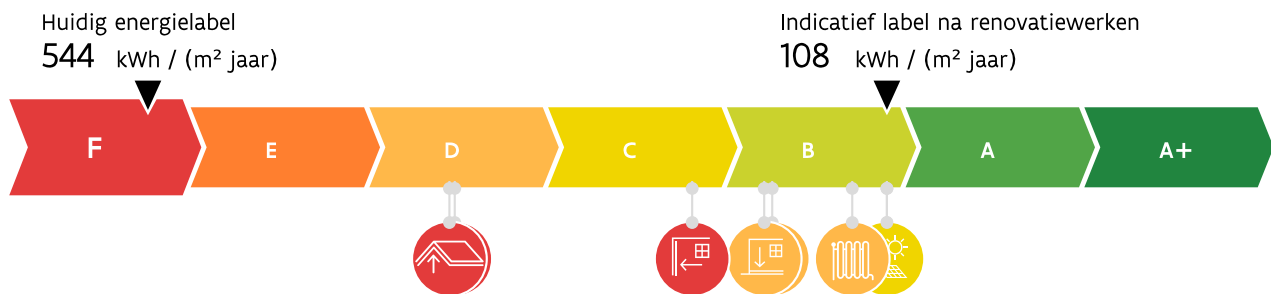 Huidig energielabel
544 kWh / (m² jaar)
Indicatief label na renovatiewerken
108 kWh / (m² jaar)
F E D C B A A+